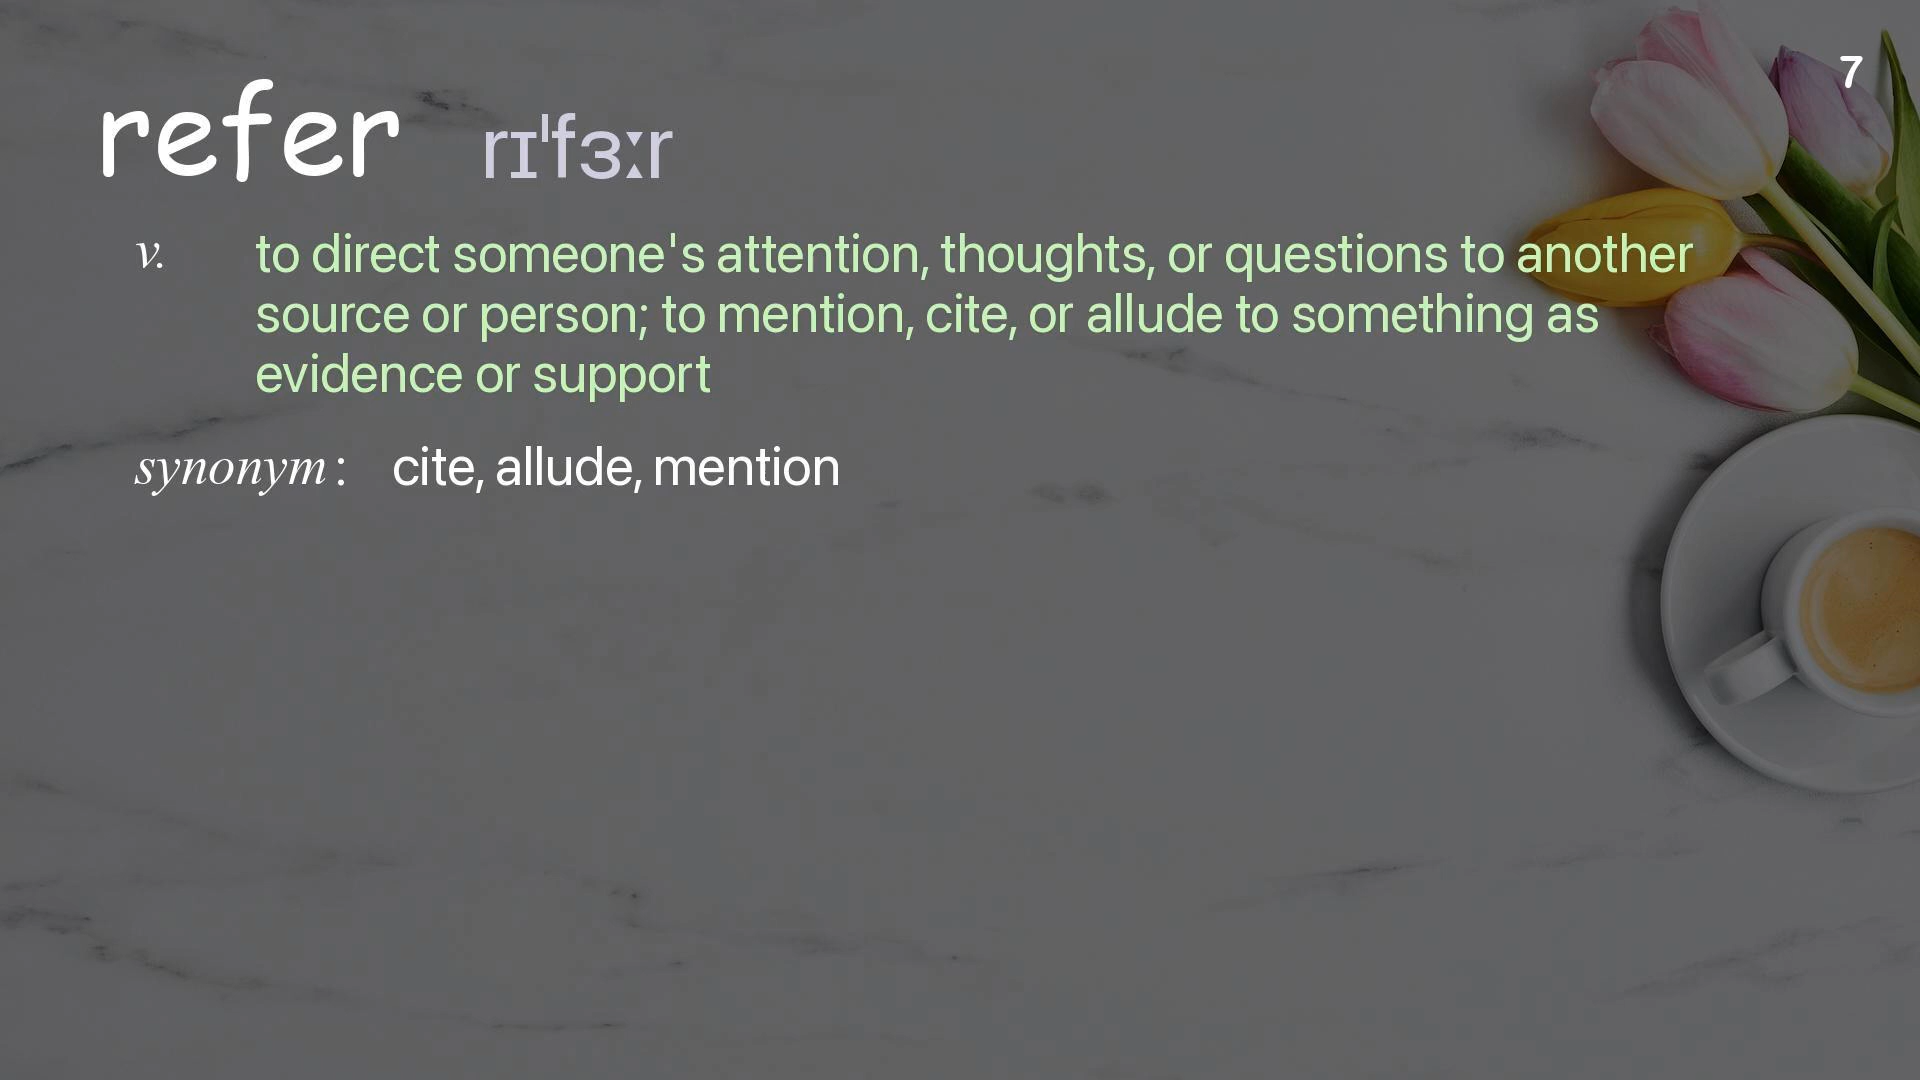 7
refer rɪˈfɜːr
v. to direct someone's attention, thoughts, or questions to another
source or person; to mention, cite, or allude to something as
evidence or support
synonym: cite, allude, mention